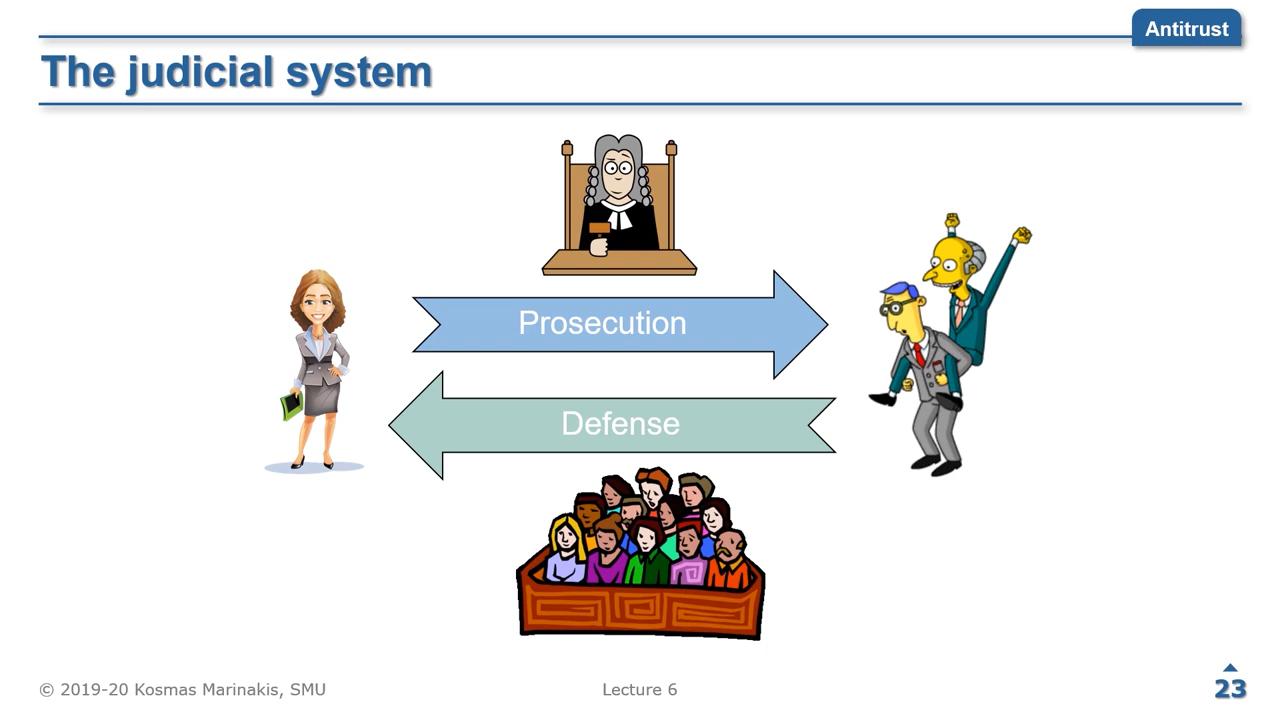 Antitrust
The judicial system
Prosecution
Defense
© 2019-20 Kosmas Marinakis, SMU
Lecture 6
23